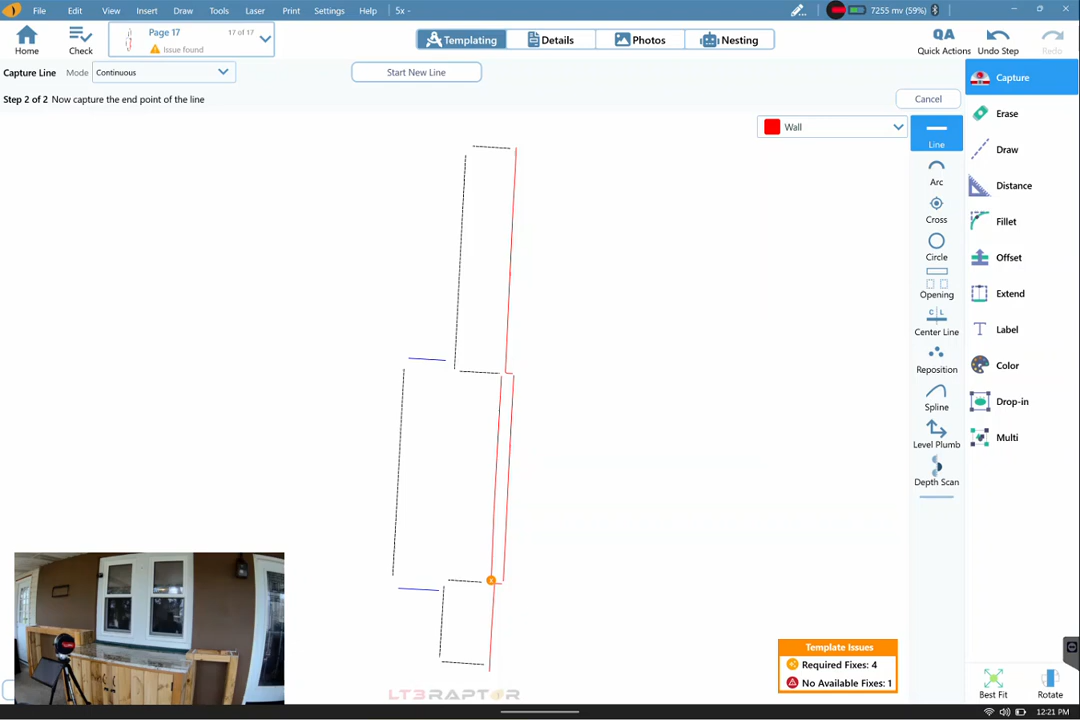 File Edit View Insert Draw Tools Laser Print Settings Help 5x -
7255 mv (59%)
Home
Check
Page 17
17 of 17
Issue found
Templating
Details
Photos
Nesting
QA
Quick Actions
Undo Step
Redo
Capture Line
Mode
Continuous
Start New Line
Step 2 of 2 Now capture the end point of the line
Cancel
Wall
Capture
Erase
Draw
Distance
Fillet
Offset
Extend
Label
Color
Drop-in
Multi
Line
Arc
Cross
Circle
Opening
C L
Center Line
Reposition
Spline
Level Plumb
Depth Scan
Template Issues
Required Fixes: 4
No Available Fixes: 1
LT3RAPTOR
Best Fit
Rotate
12:21 PM